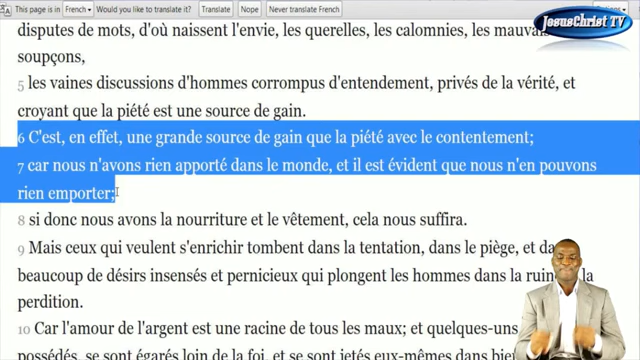 This page is in French Would you like to translate it? Translate Nope Never translate French
JesusChrist TV
disputes de mots, d'où naissent l'envie, les querelles, les calomnies, les mauvais
soupçons,
5 les vaines discussions d'hommes corrompus d'entendement, privés de la vérité, et
croyant que la piété est une source de gain.
6 C'est, en effet, une grande source de gain que la piété avec le contentement;
7 car nous n'avons rien apporté dans le monde, et il est évident que nous n'en pouvons
rien emporter;
8 si donc nous avons la nourriture et le vêtement, cela nous suffira.
9 Mais ceux qui veulent s'enrichir tombent dans la tentation, dans le piège, et da
beaucoup de désirs insensés et pernicieux qui plongent les hommes dans la ruin la
perdition.
10 Car l'amour de l'argent est une racine de tous les maux; et quelques-uns
possédés, se sont égarés loin de la foi, et se sont jetés eux-mêmes dans bien